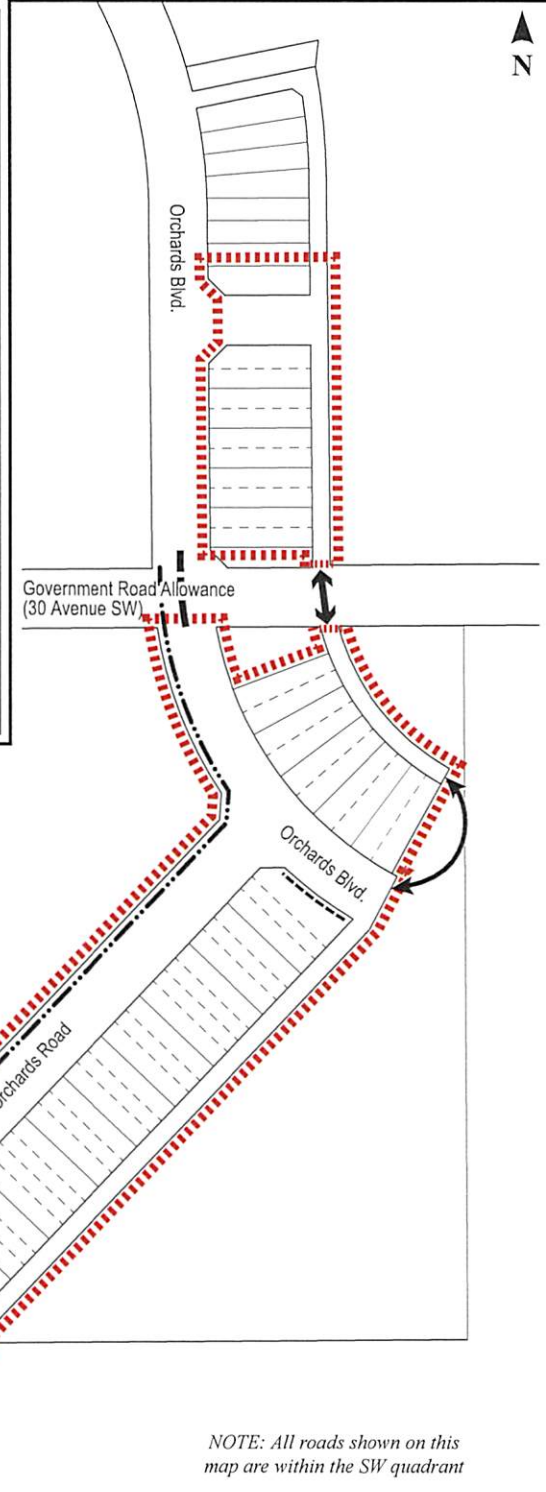 N
Orchards Blvd.
Government Road Allowance
(30 Avenue SW)
Orchards Blvd.
Orchards Road
NOTE: All roads shown on this
map are within the SW quadrant